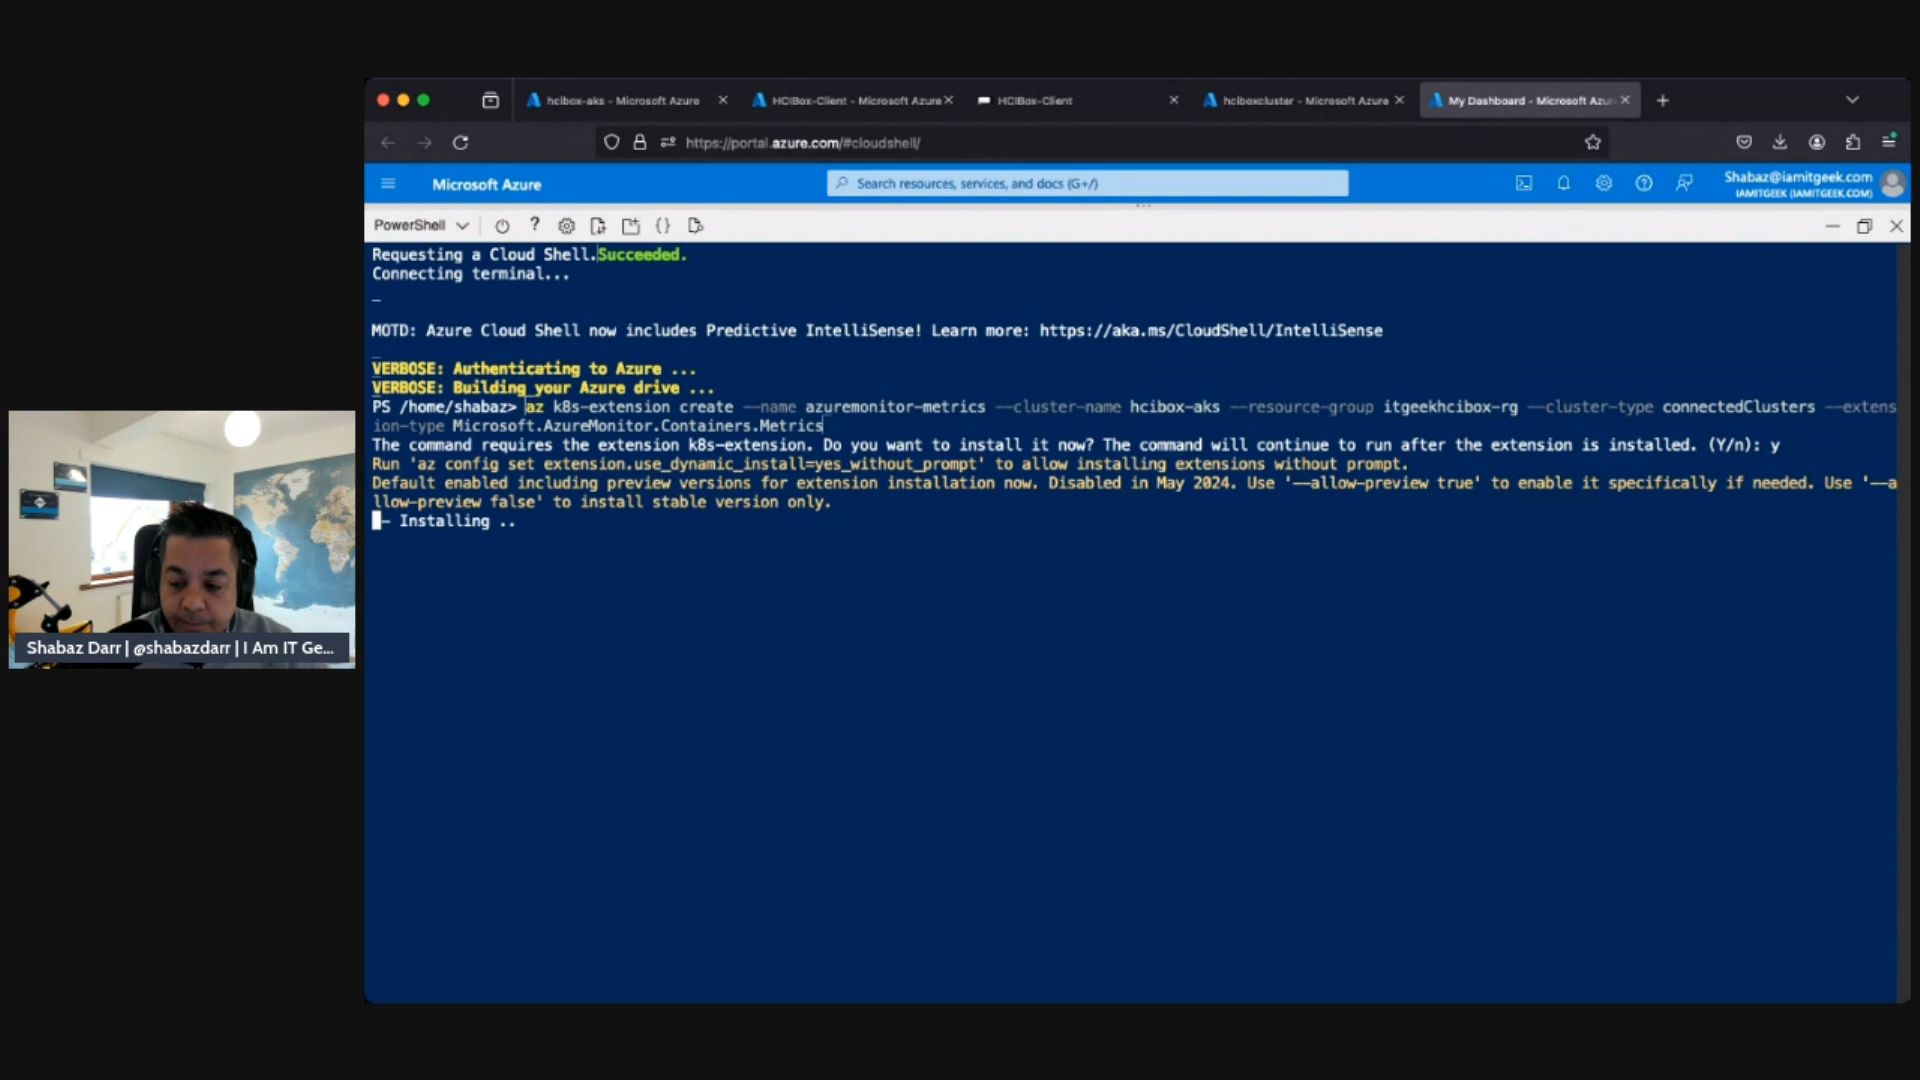 hcibox-aks - Microsoft Azure
HCIBox-Client - Microsoft Azure
HCIBox-Client
hciboxcluster - Microsoft Azure
My Dashboard - Microsoft Azur
https://portal.azure.com/#cloudshell/
Microsoft Azure
Search resources, services, and docs (G+/)
Shabaz@iamitgeek.com
IAMITGEEK (IAMITGEEK.COM)
PowerShell
Requesting a Cloud Shell.Succeeded.
Connecting terminal...
MOTD: Azure Cloud Shell now includes Predictive IntelliSense! Learn more: https://aka.ms/CloudShell/IntelliSense
VERBOSE: Authenticating to Azure ...
VERBOSE: Building your Azure drive ...
PS /home/shabaz> az k8s-extension create --name azuremonitor-metrics --cluster-name hcibox-aks --resource-group itgeekhcibox-rg --cluster-type connectedClusters --extens
ion-type Microsoft.AzureMonitor.Containers.Metrics
The command requires the extension k8s-extension. Do you want to install it now? The command will continue to run after the extension is installed. (Y/n): y
Run 'az config set extension.use_dynamic_install=yes_without_prompt' to allow installing extensions without prompt.
Default enabled including preview versions for extension installation now. Disabled in May 2024. Use '--allow-preview true' to enable it specifically if needed. Use '--a
llow-preview false' to install stable version only.
- Installing ..
Shabaz Darr | @shabazdarr | I Am IT Ge...